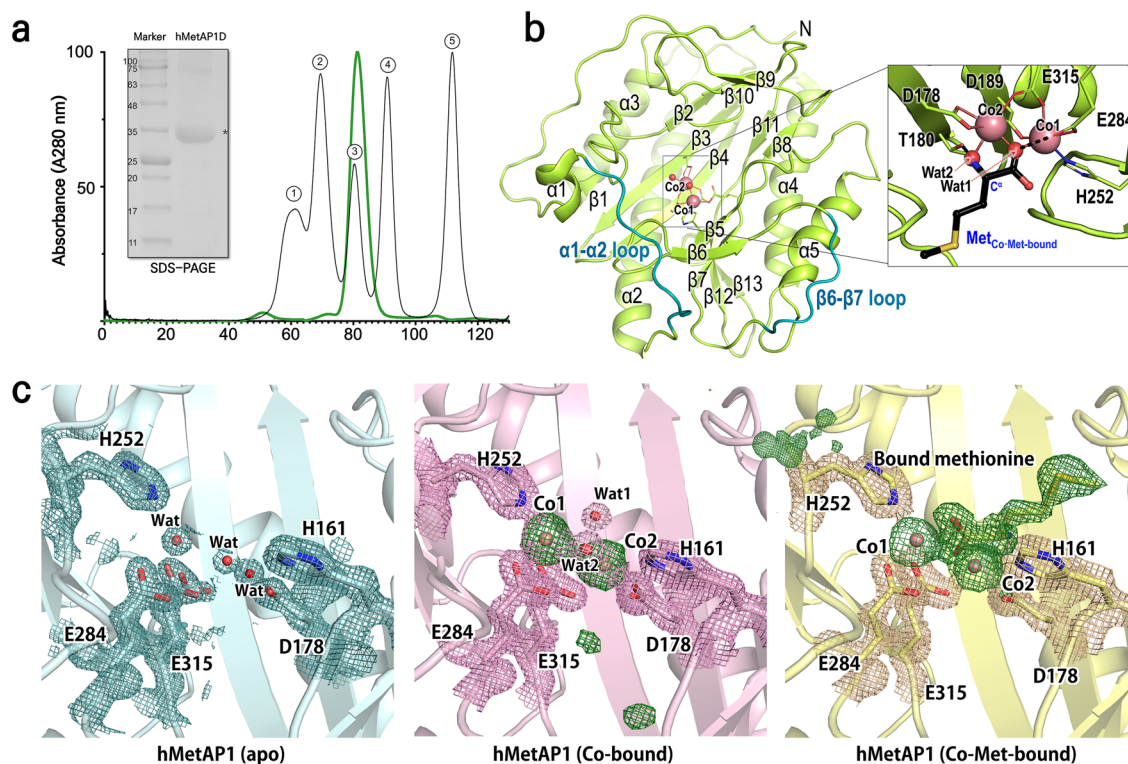 a
Marker hMetAP1D
100
75
63
48
35
25
20
17
11
*
SDS-PAGE
Absorbance (A280 nm)
100
50
0 20 40 60 80 100 120
1
2
3
4
5
b
N
α3
β2
β10
β9
β3
β11
β4
β8
α1
β1
Co2
Co1
α4
β5
α1-α2 loop
β6
α5
α2
β7
β12
β13
β6-β7 loop
D178
D189
E315
Co2
Co1
E284
T180
Wat2
Wat1
Cα
H252
MetCo-Met-bound
c
H252
Wat
Wat
H161
Wat
E284
E315
D178
hMetAP1 (apo)
H252
Wat1
Co1
Co2
H161
Wat2
E284
D178
E315
hMetAP1 (Co-bound)
Bound methionine
H252
Co1
H161
Co2
E284
D178
E315
hMetAP1 (Co-Met-bound)